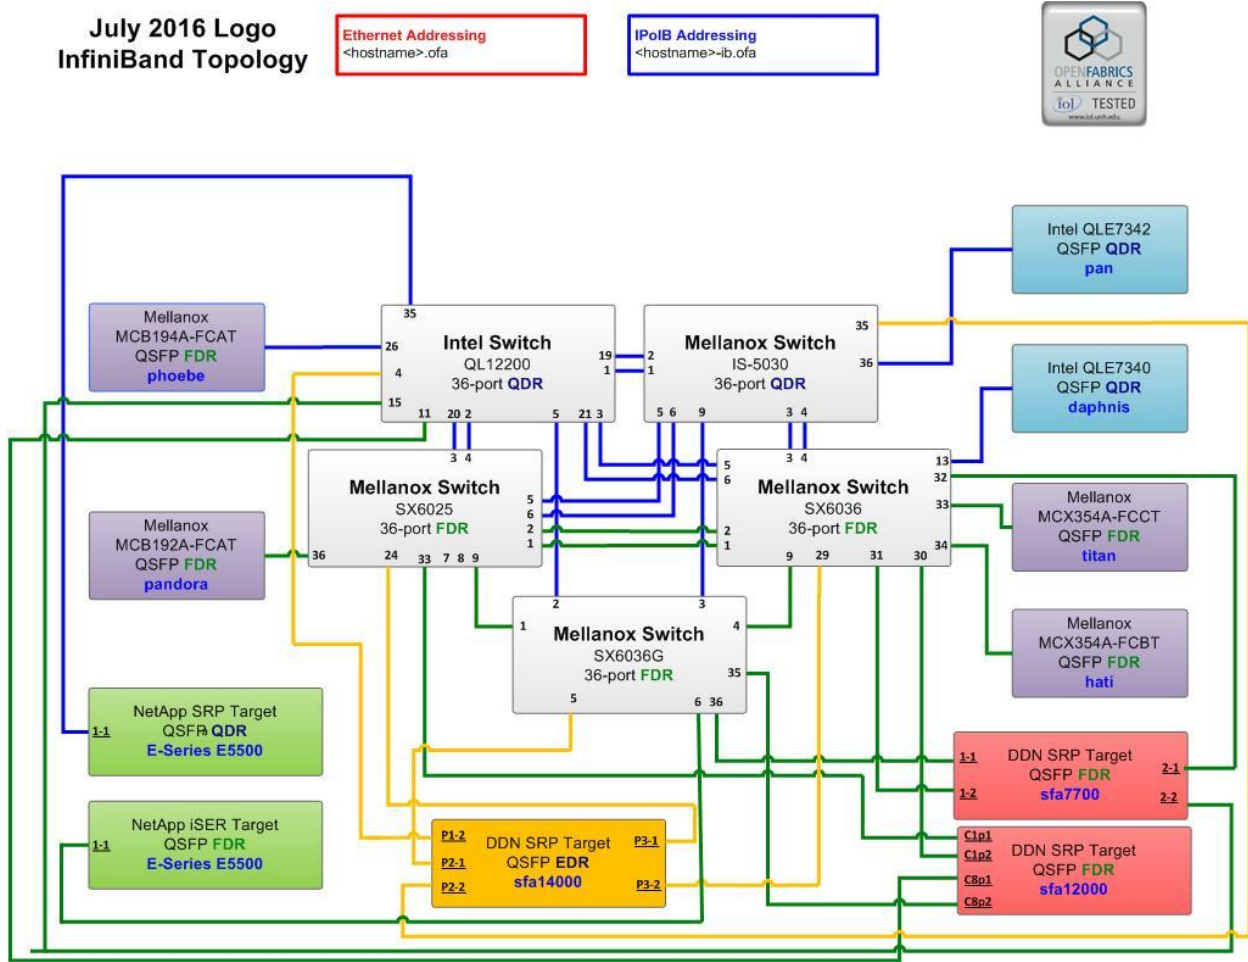 July 2016 Logo
InfiniBand Topology
Ethernet Addressing
<hostname>.ofa
IPoIB Addressing
<hostname>-ib.ofa
OPENFABRICS
ALLIANCE
iol TESTED
www.iol.unh.edu
Intel QLE7342
QSFP QDR
pan
Mellanox
MCB194A-FCAT
QSFP FDR
phoebe
35
26
4
15
Intel Switch
QL12200
36-port QDR
19
1
11 20 2 5 21 3
2
1
Mellanox Switch
IS-5030
36-port QDR
35
36
5 6 9 3 4
Intel QLE7340
QSFP QDR
daphnis
3 4
Mellanox Switch
SX6025
36-port FDR
5
6
2
1
36
24 33 7 8 9
3 4
5
6
2
1
Mellanox Switch
SX6036
36-port FDR
13
32
33
34
9 29 31 30
Mellanox
MCX354A-FCCT
QSFP FDR
titan
Mellanox
MCB192A-FCAT
QSFP FDR
pandora
2 3
1
4
Mellanox Switch
SX6036G
36-port FDR
35
5 6 36
Mellanox
MCX354A-FCBT
QSFP FDR
hati
NetApp SRP Target
1-1
QSFP QDR
E-Series E5500
NetApp iSER Target
1-1
QSFP FDR
E-Series E5500
P1-2
P2-1
P2-2
DDN SRP Target
QSFP EDR
sfa14000
P3-1
P3-2
1-1
1-2
DDN SRP Target
QSFP FDR
sfa7700
2-1
2-2
C1p1
C1p2
C8p1
C8p2
DDN SRP Target
QSFP FDR
sfa12000